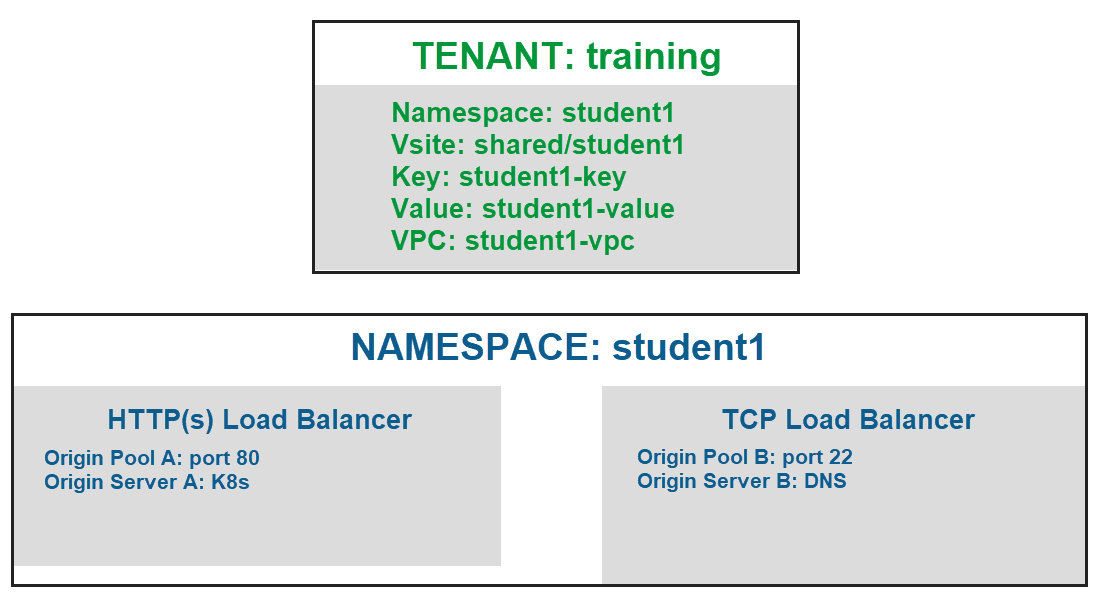 TENANT: training
Namespace: student1
Vsite: shared/student1
Key: student1-key
Value: student1-value
VPC: student1-vpc
NAMESPACE: student1
HTTP(s) Load Balancer
Origin Pool A: port 80
Origin Server A: K8s
TCP Load Balancer
Origin Pool B: port 22
Origin Server B: DNS